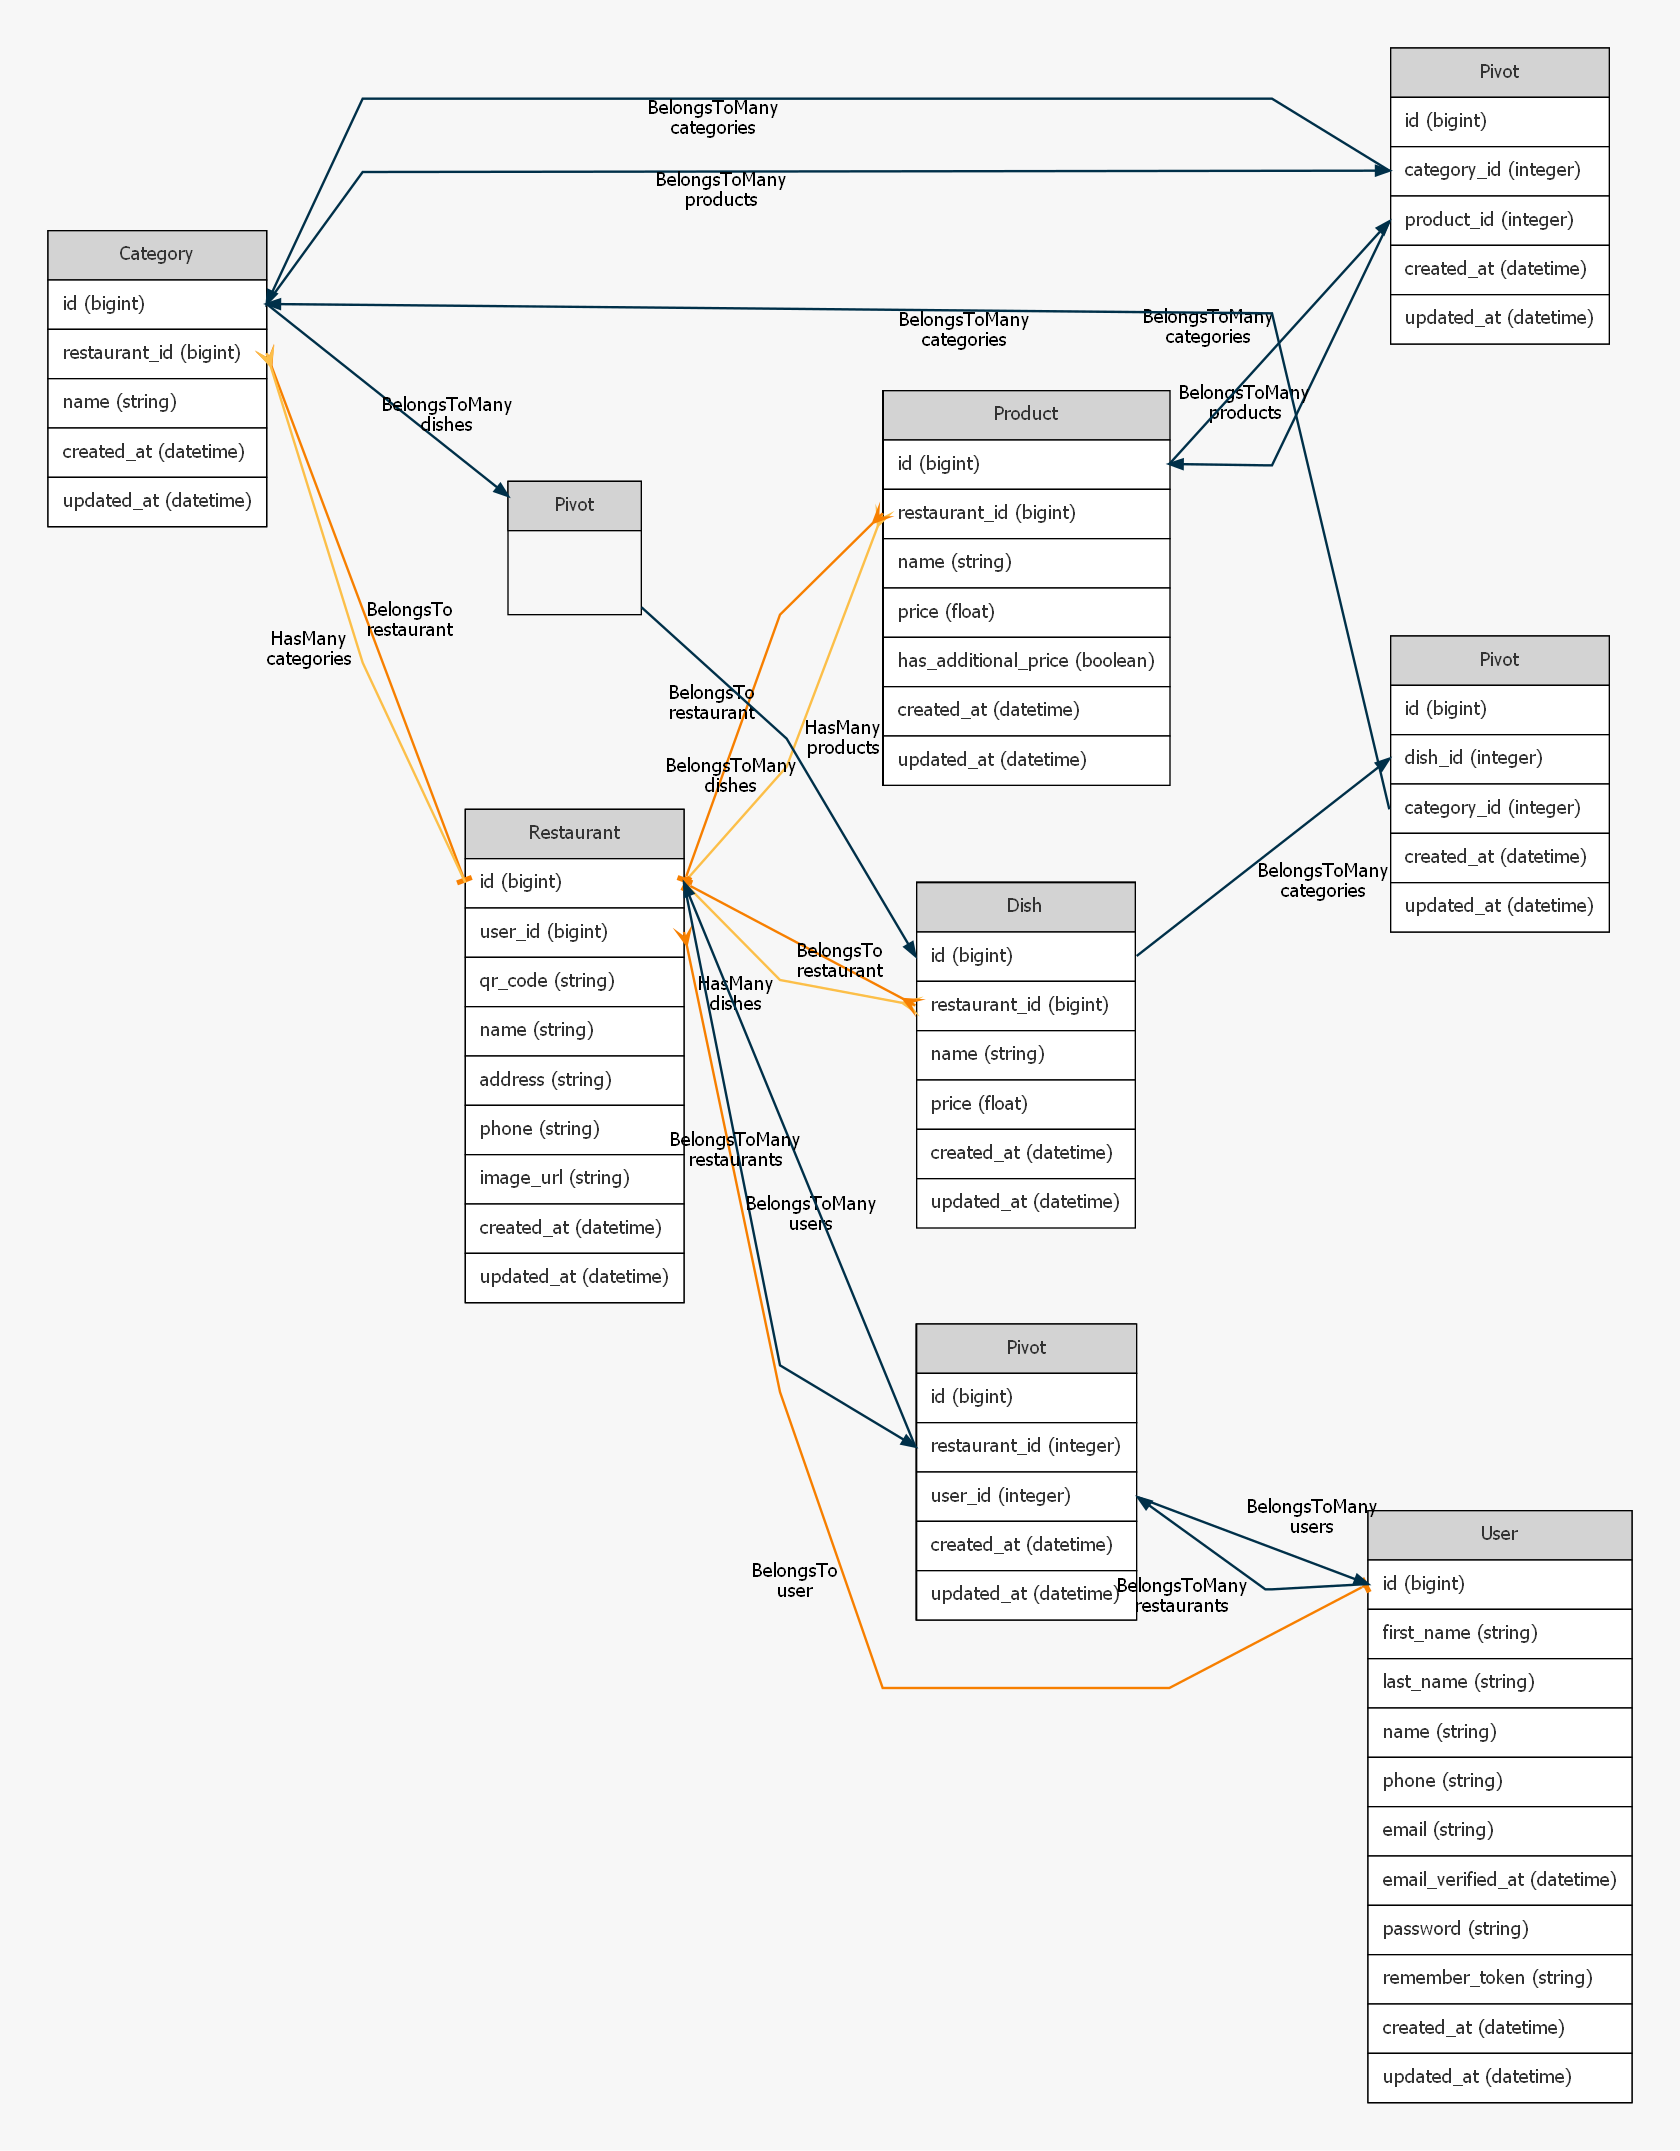 Pivot
id (bigint)
category_id (integer)
product_id (integer)
created_at (datetime)
updated_at (datetime)
BelongsToMany
categories
BelongsToMany
products
Category
id (bigint)
restaurant_id (bigint)
name (string)
created_at (datetime)
updated_at (datetime)
BelongsToMany
categories
BelongsToMany
categories
BelongsToMany
products
BelongsToMany
dishes
Pivot
Product
id (bigint)
restaurant_id (bigint)
name (string)
price (float)
has_additional_price (boolean)
created_at (datetime)
updated_at (datetime)
BelongsTo
restaurant
HasMany
categories
BelongsTo
restaurant
HasMany
products
BelongsToMany
dishes
Pivot
id (bigint)
dish_id (integer)
category_id (integer)
created_at (datetime)
updated_at (datetime)
BelongsToMany
categories
Restaurant
id (bigint)
user_id (bigint)
qr_code (string)
name (string)
address (string)
phone (string)
image_url (string)
created_at (datetime)
updated_at (datetime)
BelongsTo
restaurant
HasMany
dishes
Dish
id (bigint)
restaurant_id (bigint)
name (string)
price (float)
created_at (datetime)
updated_at (datetime)
BelongsToMany
restaurants
BelongsToMany
users
Pivot
id (bigint)
restaurant_id (integer)
user_id (integer)
created_at (datetime)
updated_at (datetime)
BelongsToMany
users
BelongsToMany
restaurants
BelongsTo
user
User
id (bigint)
first_name (string)
last_name (string)
name (string)
phone (string)
email (string)
email_verified_at (datetime)
password (string)
remember_token (string)
created_at (datetime)
updated_at (datetime)